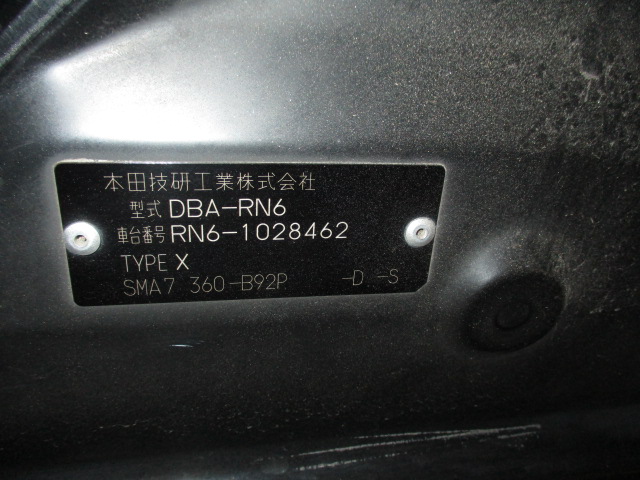 本田技研工業株式会社
型式 DBA-RN6
車台番号 RN6-1028462
TYPE X
SMA7 360-B92P -D -S